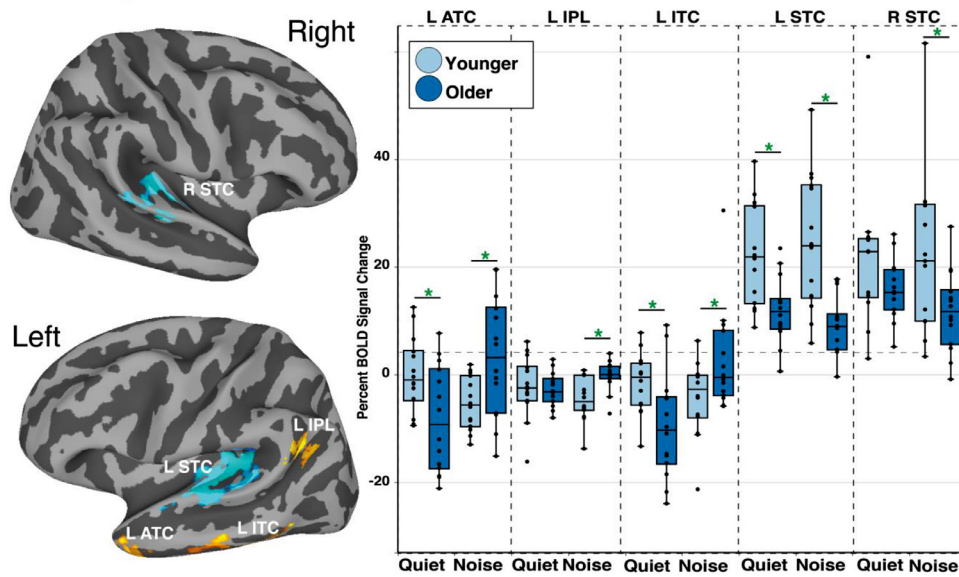 Right
R STC
Left
L IPL
L STC
L ATC
L ITC
L ATC
L IPL
L ITC
L STC
R STC
Younger
Older
*
*
*
*
*
*
*
*
Percent BOLD Signal Change
40
20
0
-20
Quiet Noise
Quiet Noise
Quiet Noise
Quiet Noise
Quiet Noise